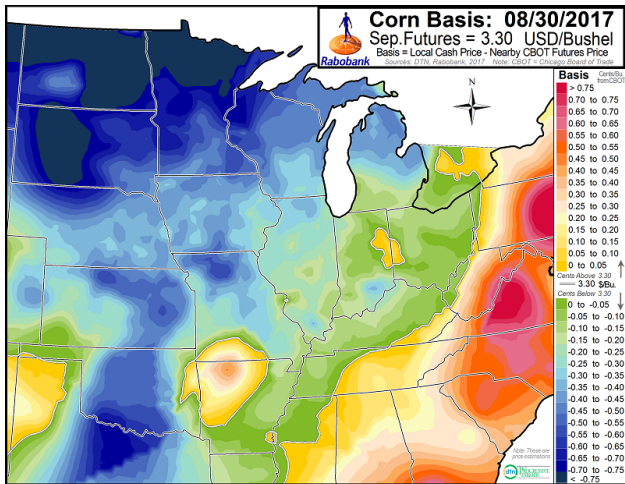 Corn Basis: 08/30/2017
Sep.Futures = 3.30 USD/Bushel
Basis = Local Cash Price - Nearby CBOT Futures Price
Rabobank
Sources: DTN, Rabobank, 2017 Note: CBOT = Chicago Board of Trade
N
Basis
Cents/Bu.
from CBOT
> 0.75
0.70 to 0.75
0.65 to 0.70
0.60 to 0.65
0.55 to 0.60
0.50 to 0.55
0.45 to 0.50
0.40 to 0.45
0.35 to 0.40
0.30 to 0.35
0.25 to 0.30
0.20 to 0.25
0.15 to 0.20
0.10 to 0.15
0.05 to 0.10
0 to 0.05
Cents Above 3.30
3.30 $/Bu.
Cents Below 3.30
0 to -0.05
-0.05 to -0.10
-0.10 to -0.15
-0.15 to -0.20
-0.20 to -0.25
-0.25 to -0.30
-0.30 to -0.35
-0.35 to -0.40
-0.40 to -0.45
-0.45 to -0.50
-0.50 to -0.55
-0.55 to -0.60
-0.60 to -0.65
-0.65 to -0.70
-0.70 to -0.75
< -0.75
Note: These are
price estimations
dtn